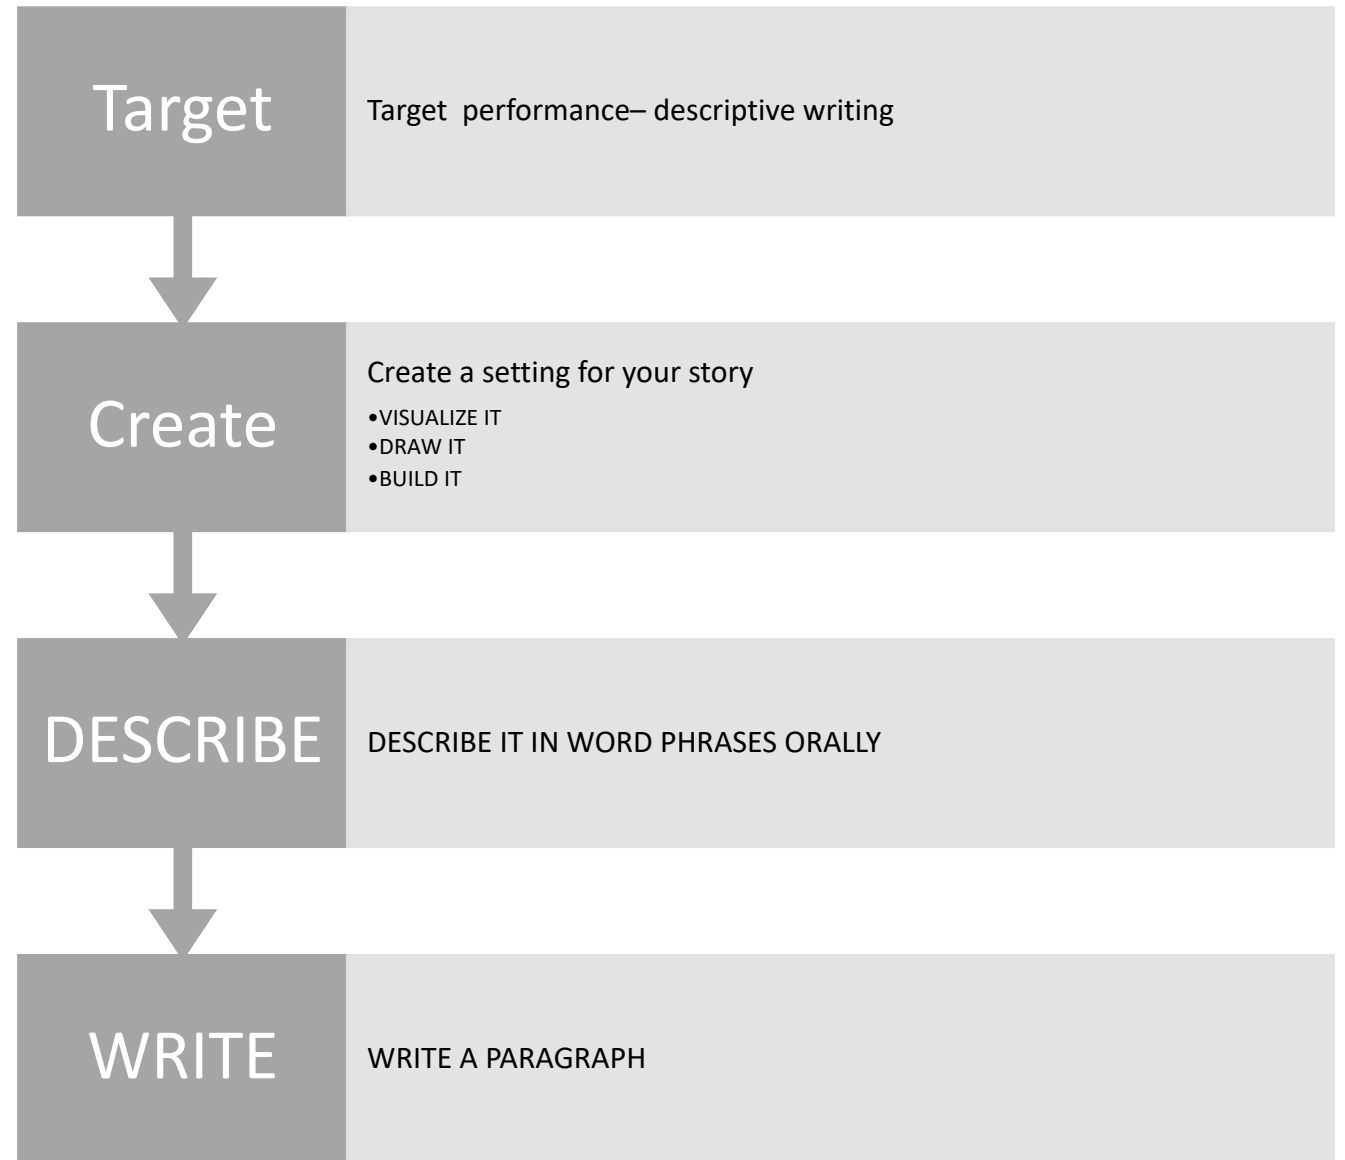 Target
Target  performance– descriptive writing
Create
Create a setting for your story
•VISUALIZE IT
•DRAW IT
•BUILD IT
DESCRIBE
DESCRIBE IT IN WORD PHRASES ORALLY
WRITE
WRITE A PARAGRAPH